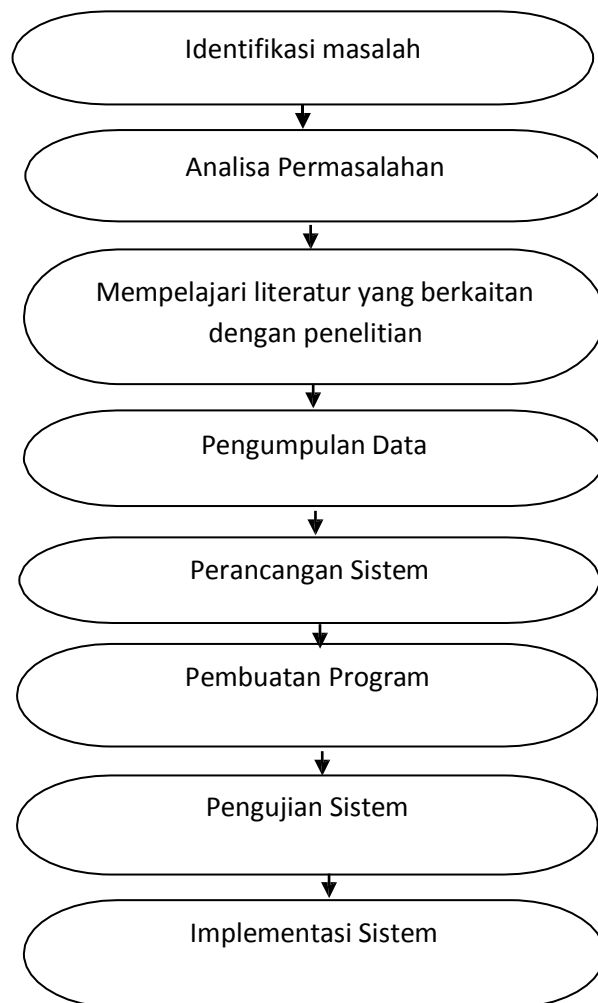 Identifikasi masalah
Analisa Permasalahan
Mempelajari literatur yang berkaitan
dengan penelitian
Pengumpulan Data
Perancangan Sistem
Pembuatan Program
Pengujian Sistem
Implementasi Sistem